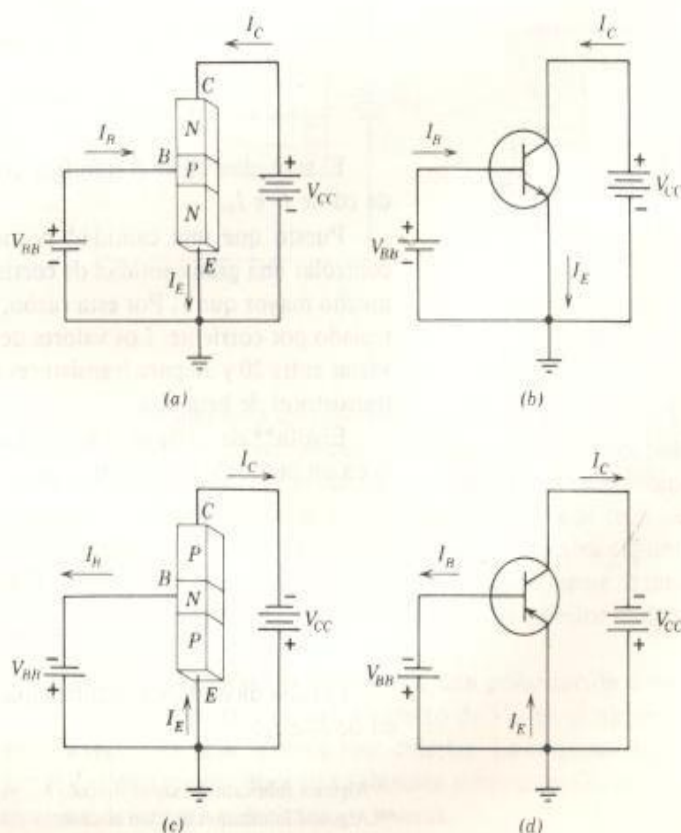 I_C
I_C
C
N
I_B
B
P
I_B
N
+
V_CC
-
+
V_CC
-
+
V_BB
-
+
V_BB
-
E
I_E
I_E
(a)
(b)
I_C
I_C
C
P
I_B
B
N
I_B
P
-
V_CC
+
-
V_CC
+
-
V_BB
+
-
V_BB
+
E
I_E
I_E
(c)
(d)